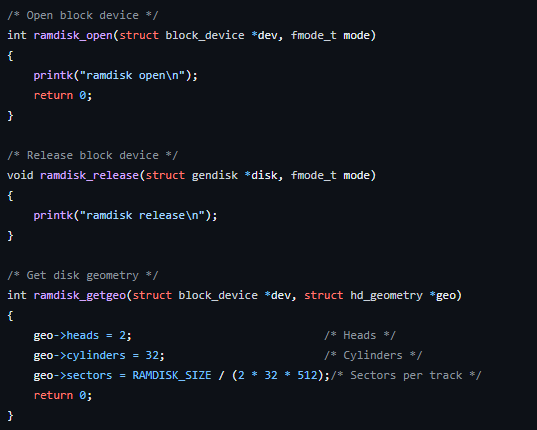 /* Open block device */
int ramdisk_open(struct block_device *dev, fmode_t mode)
{
    printk("ramdisk open\n");
    return 0;
}

/* Release block device */
void ramdisk_release(struct gendisk *disk, fmode_t mode)
{
    printk("ramdisk release\n");
}

/* Get disk geometry */
int ramdisk_getgeo(struct block_device *dev, struct hd_geometry *geo)
{
    geo->heads = 2;                             /* Heads */
    geo->cylinders = 32;                        /* Cylinders */
    geo->sectors = RAMDISK_SIZE / (2 * 32 * 512);/* Sectors per track */
    return 0;
}